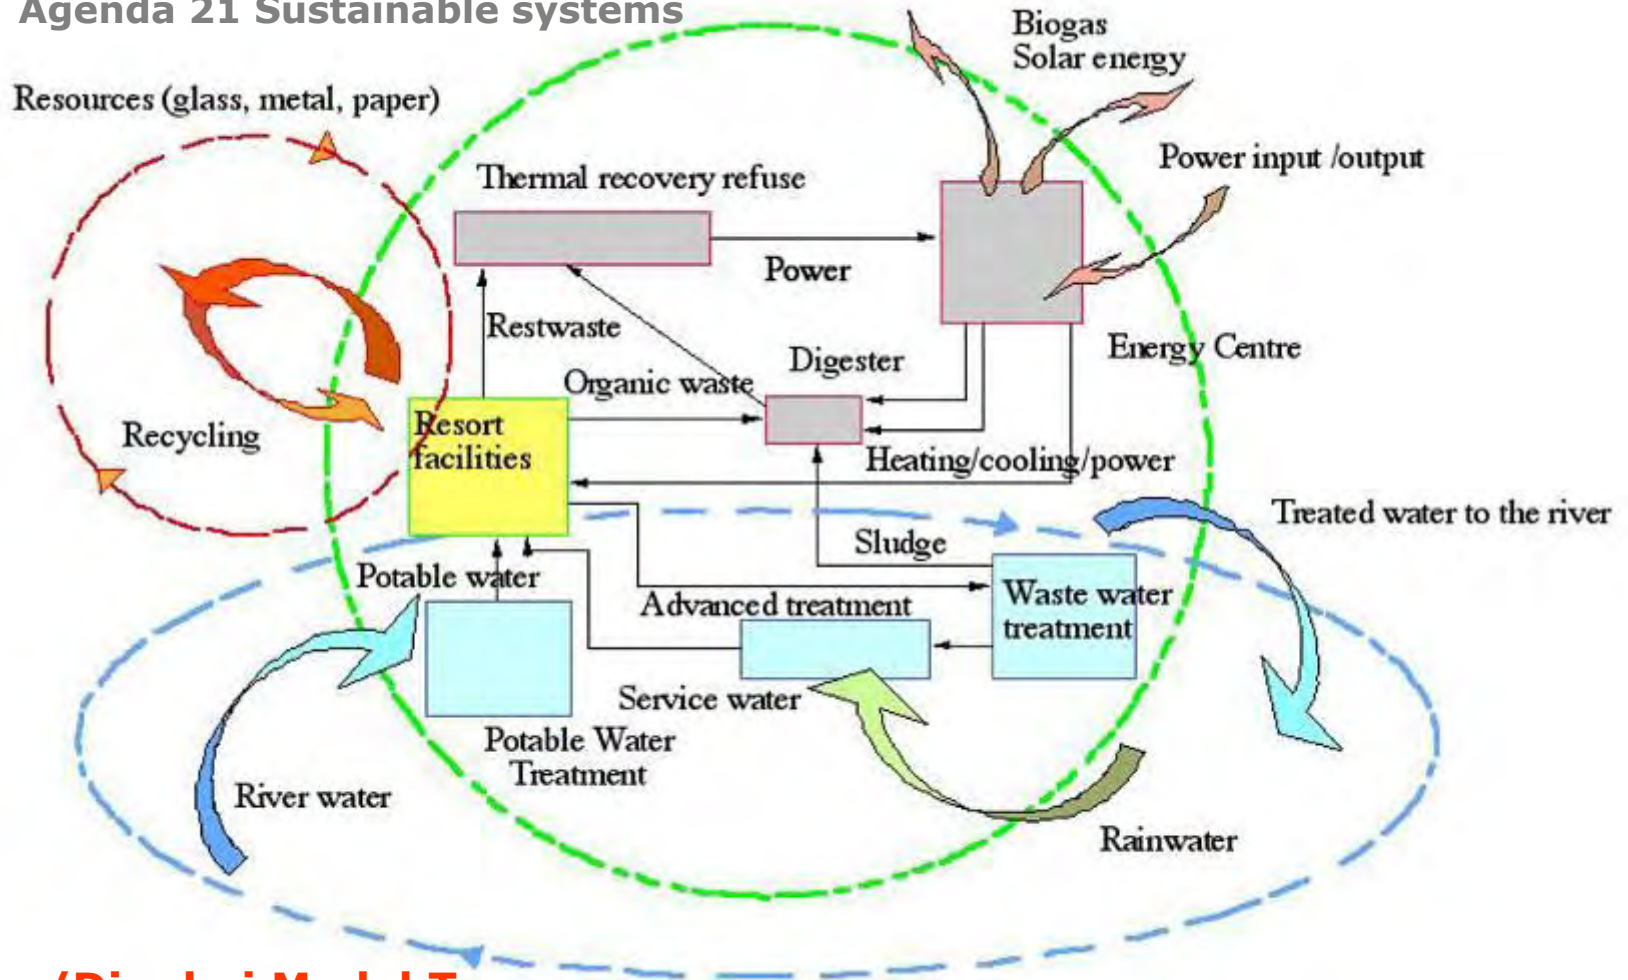 Agenda 21 Sustainable systems
Biogas
Solar energy
Resources (glass, metal, paper)
Power input /output
Thermal recovery refuse
Power
Restwaste
Energy Centre
Digester
Organic waste
Resort
facilities
Recycling
Heating/cooling/power
Treated water to the river
Sludge
Potable water
Waste water
treatment
Advanced treatment
Service water
Potable Water
Treatment
River water
Rainwater